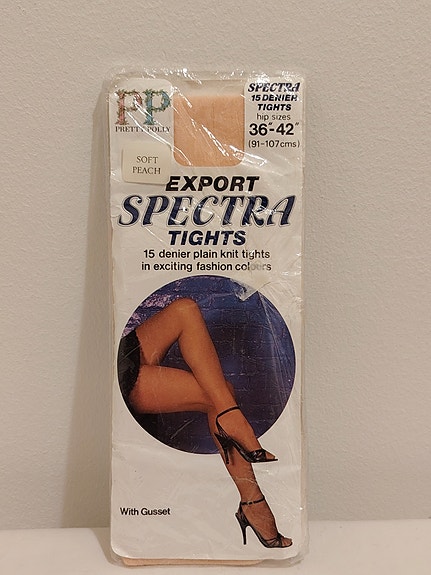 PP
PRETTY POLLY
SOFT
PEACH
SPECTRA
15 DENIER
TIGHTS
hip sizes
36"-42"
(91-107cms)
EXPORT
SPECTRA
TIGHTS
15 denier plain knit tights
in exciting fashion colours
With Gusset